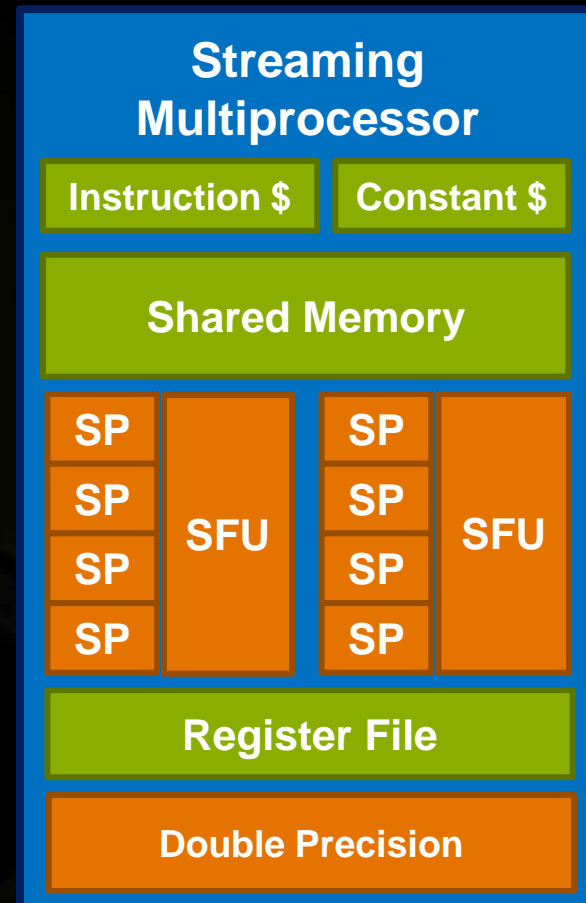 Streaming
Multiprocessor
Instruction $ Constant $
Shared Memory
SP SP
SP SP
SFU SFU
SP SP
SP SP
Register File
Double Precision